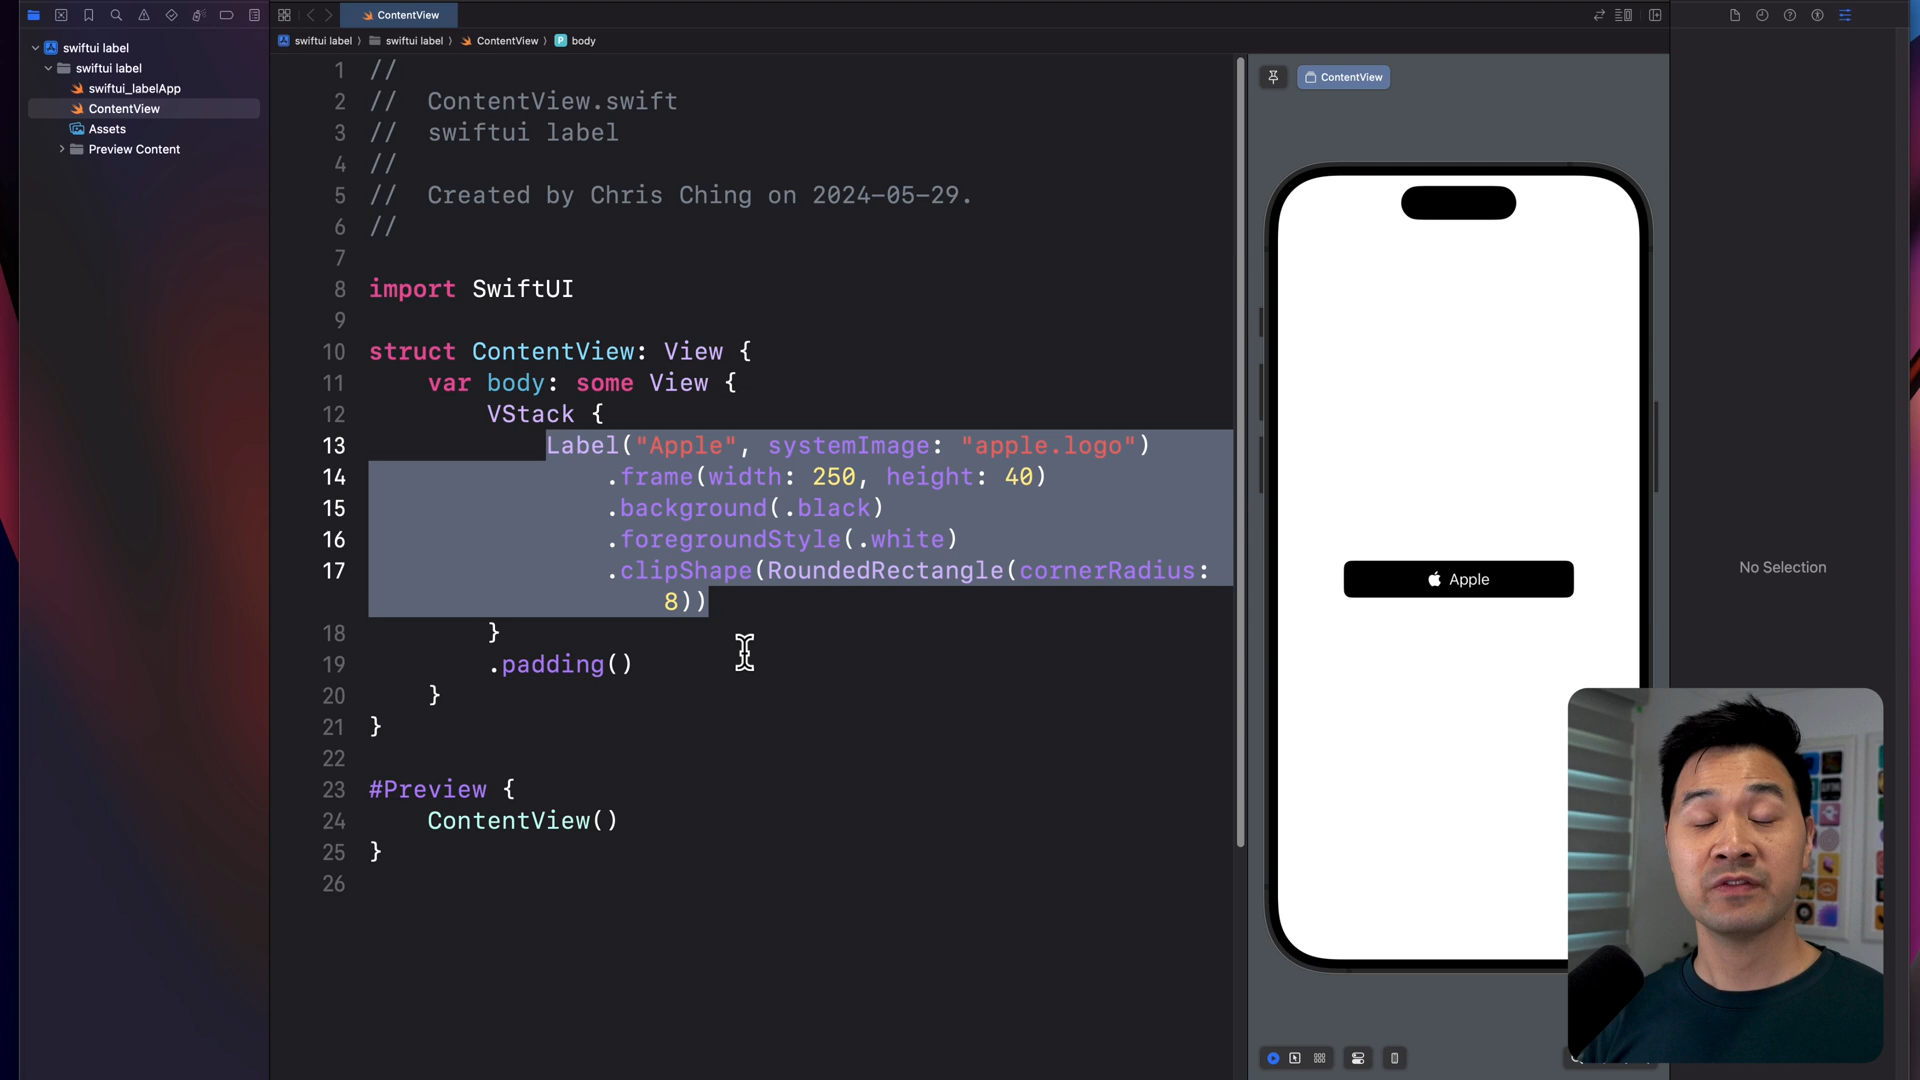 ContentView
swiftui label
swiftui label
ContentView
body
swiftui label
swiftui label
swiftui_labelApp
ContentView
Assets
Preview Content
1 //
2 //  ContentView.swift
3 //  swiftui label
4 //
5 //  Created by Chris Ching on 2024-05-29.
6 //
7
8 import SwiftUI
9
10 struct ContentView: View {
11 var body: some View {
12 VStack {
13 Label("Apple", systemImage: "apple.logo")
14 .frame(width: 250, height: 40)
15 .background(.black)
16 .foregroundStyle(.white)
17 .clipShape(RoundedRectangle(cornerRadius:
8))
18 }
19 .padding()
20 }
21 }
22
23 #Preview {
24 ContentView()
25 }
26
ContentView
Apple
No Selection